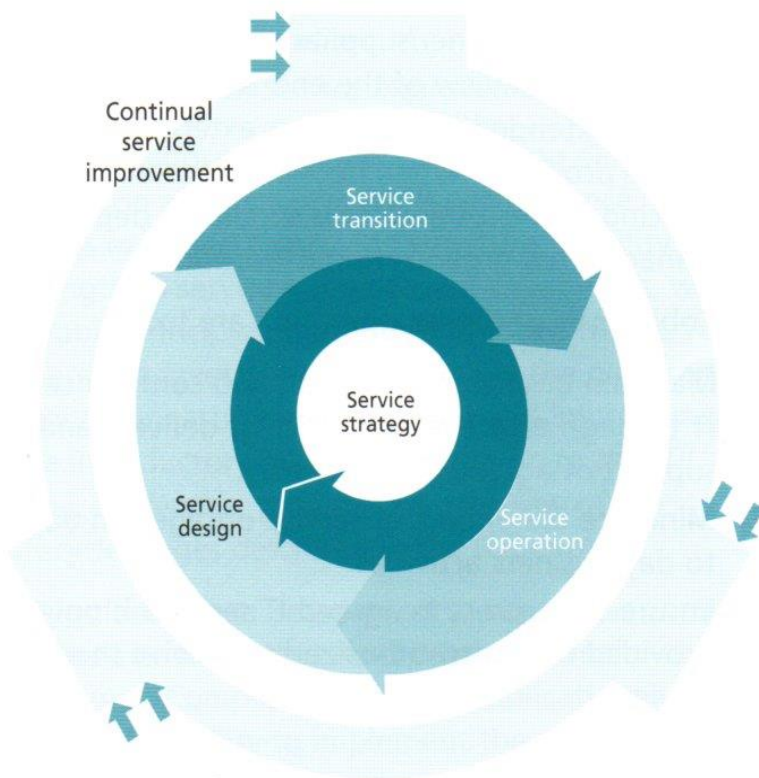 Continual
service
improvement
Service
transition
Service
strategy
Service
design
Service
operation